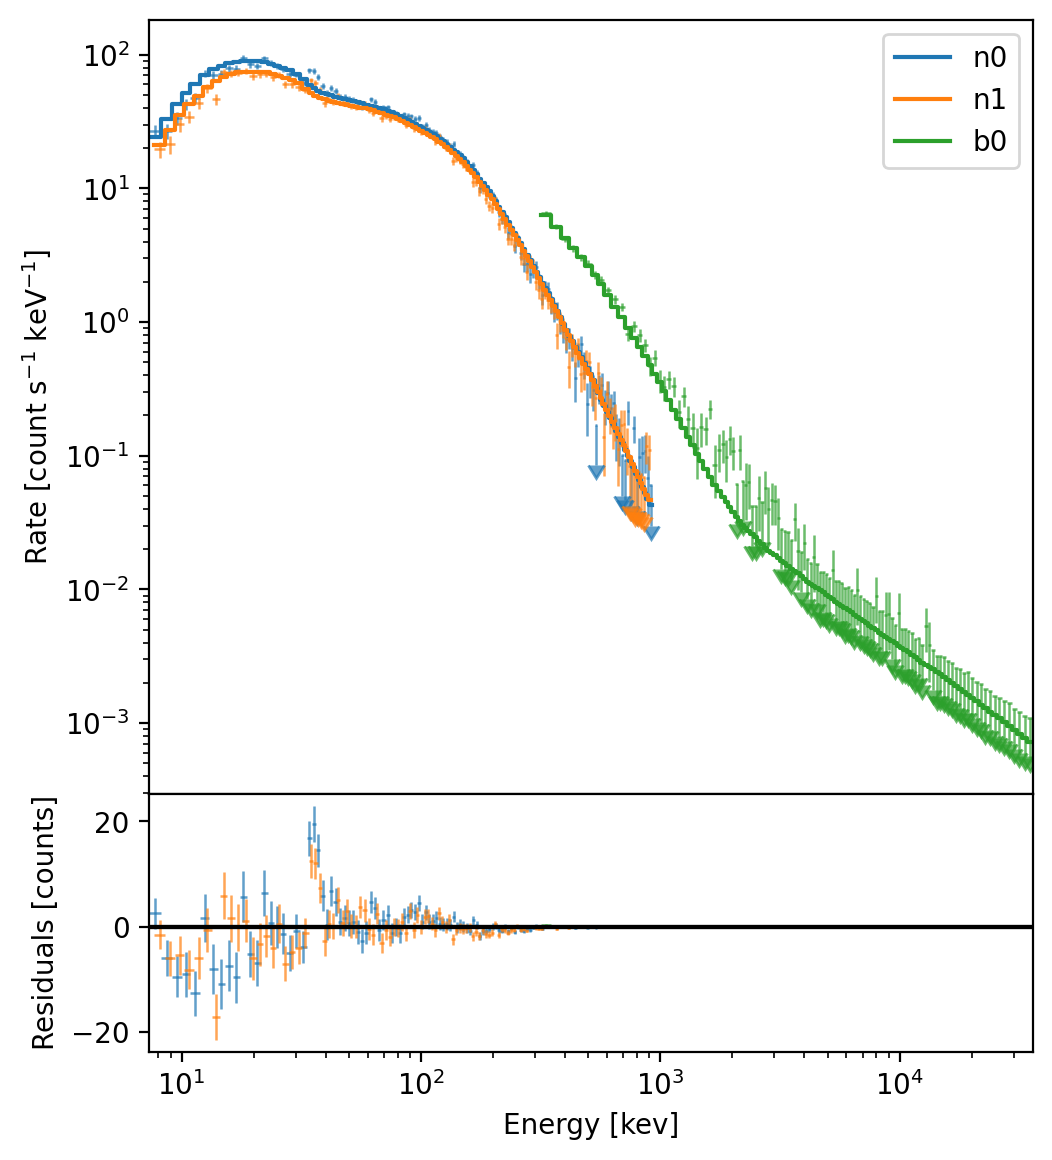 n0
n1
b0
10²
10¹
10⁰
10⁻¹
10⁻²
10⁻³
Rate [count s⁻¹ keV⁻¹]
20
0
−20
Residuals [counts]
10¹ 10² 10³ 10⁴
Energy [kev]